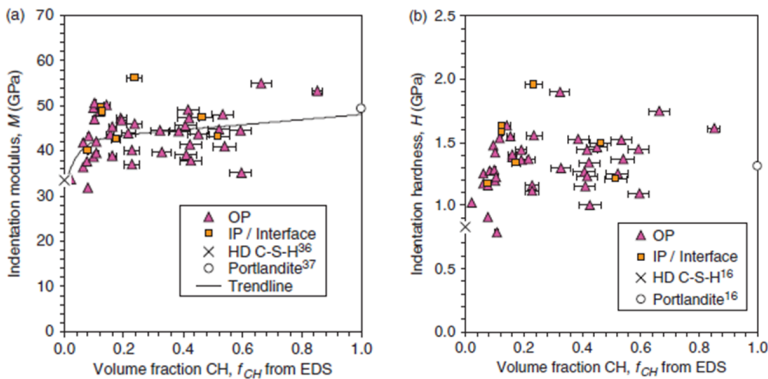 (a)
70
60
50
40
30
20
10
0
Indentation modulus, M (GPa)
OP
IP / Interface
HD C-S-H36
Portlandite37
Trendline
0.0 0.2 0.4 0.6 0.8 1.0
Volume fraction CH, fCH from EDS
(b)
2.5
2.0
1.5
1.0
0.5
0.0
Indentation hardness, H (GPa)
OP
IP / Interface
HD C-S-H16
Portlandite16
0.0 0.2 0.4 0.6 0.8 1.0
Volume fraction CH, fCH from EDS